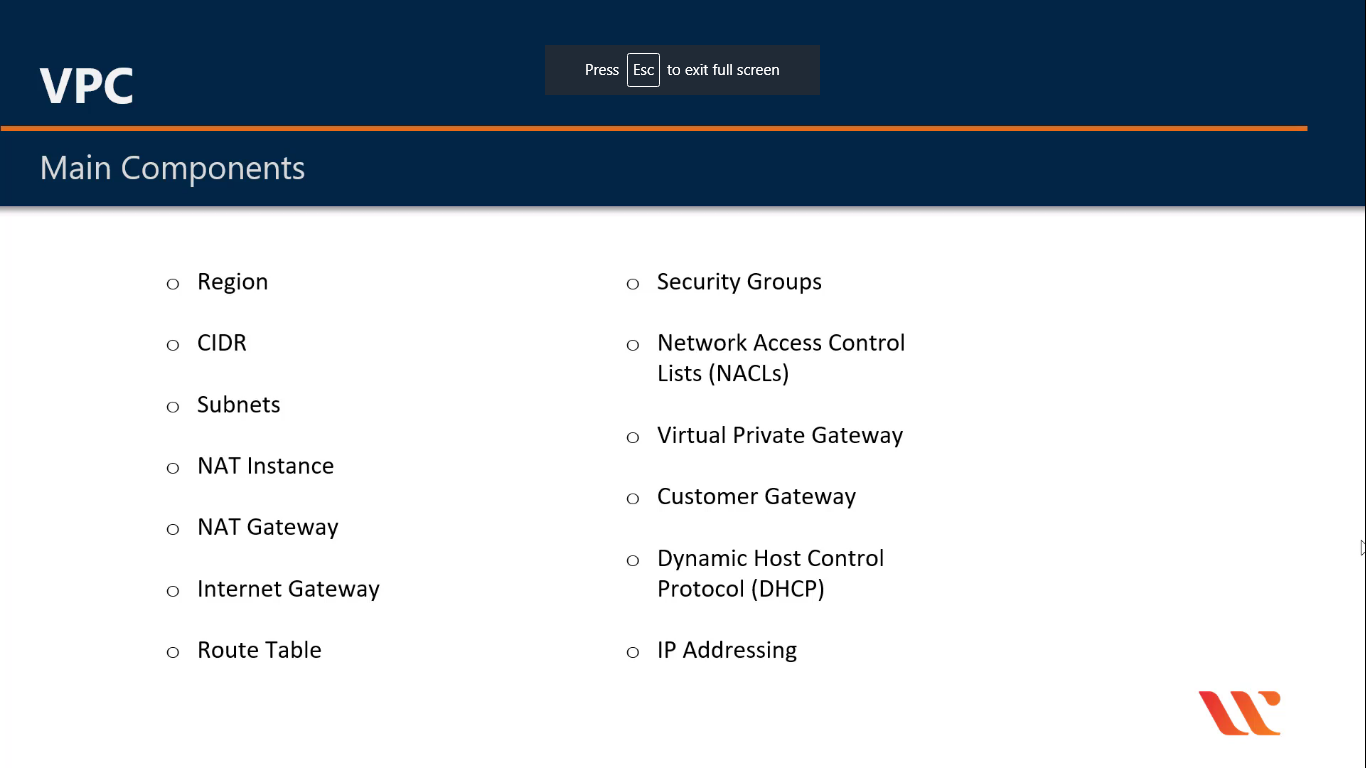 VPC
Press Esc to exit full screen
Main Components
o Region
o CIDR
o Subnets
o NAT Instance
o NAT Gateway
o Internet Gateway
o Route Table
o Security Groups
o Network Access Control
Lists (NACLs)
o Virtual Private Gateway
o Customer Gateway
o Dynamic Host Control
Protocol (DHCP)
o IP Addressing